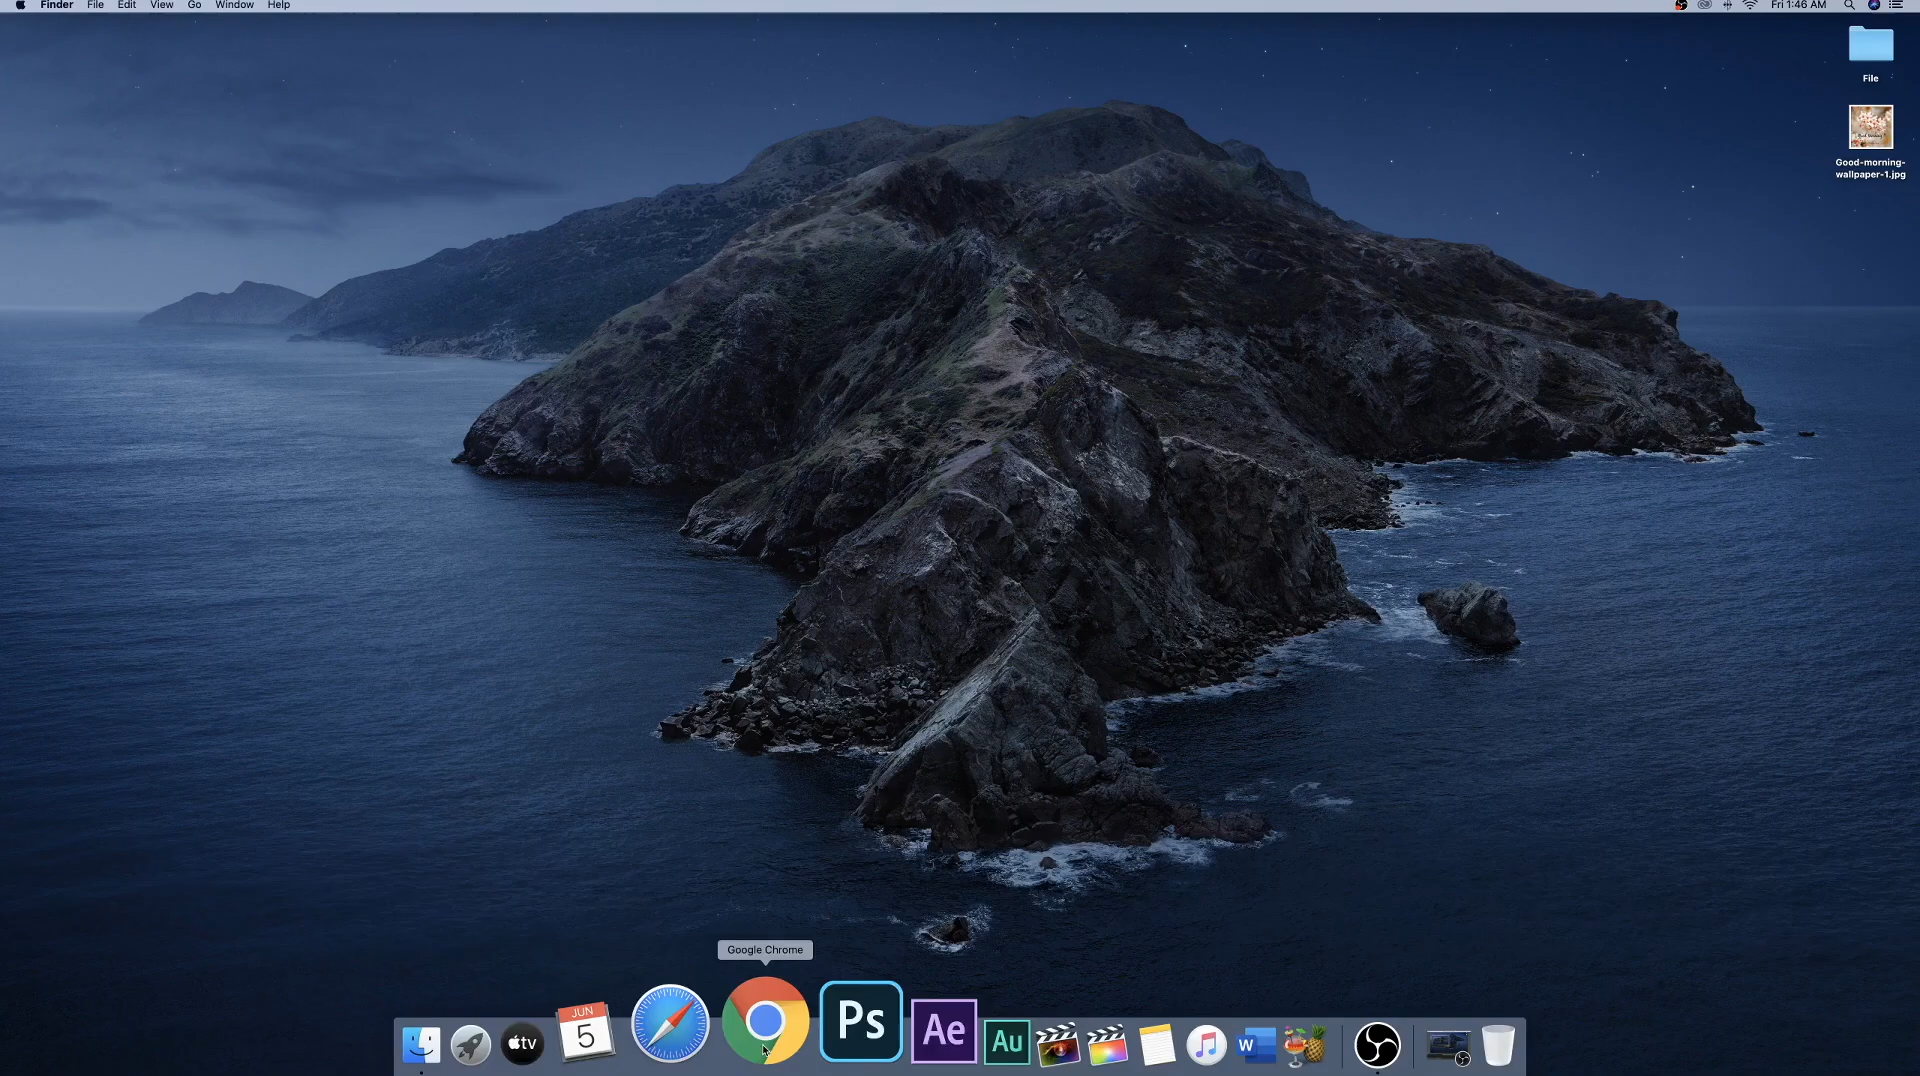 Finder File Edit View Go Window Help
Fri 1:46 AM
File
Good-morning-
wallpaper-1.jpg
Google Chrome
JUN
5
tv
Ps
Ae
Au
W